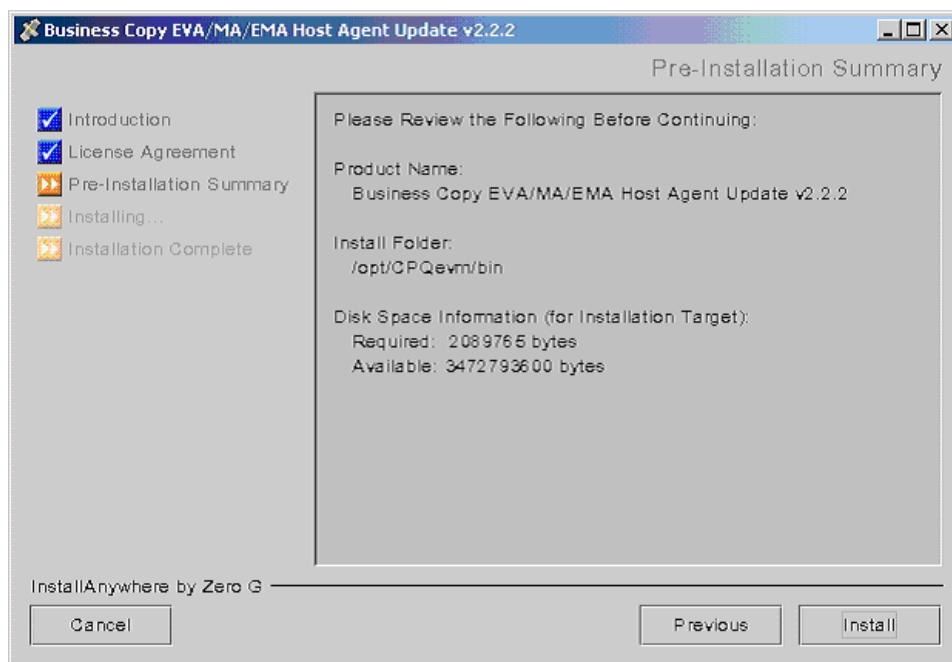 Business Copy EVA/MA/EMA Host Agent Update v2.2.2
Pre-Installation Summary
Introduction
License Agreement
Pre-Installation Summary
Installing...
Installation Complete
Please Review the Following Before Continuing:
Product Name:
Business Copy EVA/MA/EMA Host Agent Update v2.2.2
Install Folder:
/opt/CPQevm/bin
Disk Space Information (for Installation Target):
Required: 2089765 bytes
Available: 3472793600 bytes
InstallAnywhere by Zero G
Cancel
Previous
Install